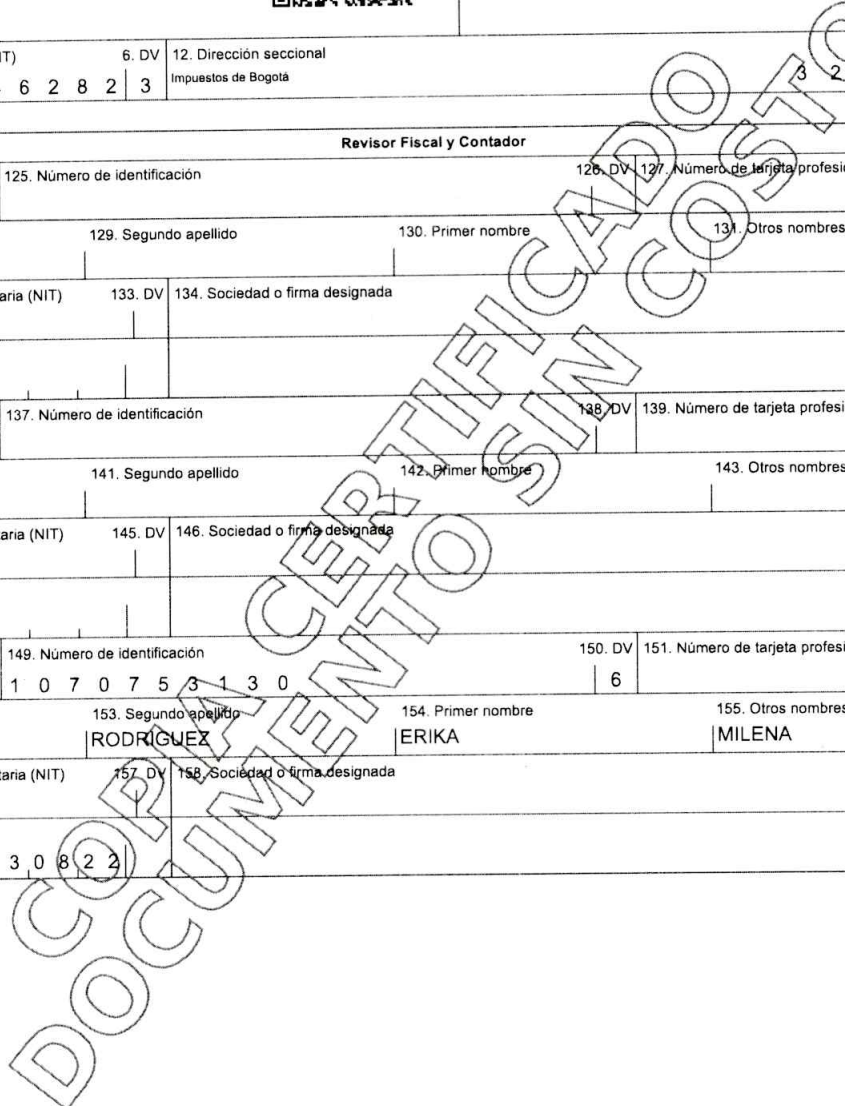 IT) 6. DV 12. Dirección seccional
6 2 8 2 3 Impuestos de Bogotá 3 2
Revisor Fiscal y Contador
125. Número de identificación 126. DV 127. Número de tarjeta profesi
129. Segundo apellido 130. Primer nombre 131. Otros nombres
aria (NIT) 133. DV 134. Sociedad o firma designada
137. Número de identificación 138. DV 139. Número de tarjeta profesi
141. Segundo apellido 142. Primer nombre 143. Otros nombres
aria (NIT) 145. DV 146. Sociedad o firma designada
149. Número de identificación 150. DV 151. Número de tarjeta profesi
1 0 7 0 7 5 3 1 3 0 6
153. Segundo apellido 154. Primer nombre 155. Otros nombres
RODRIGUEZ ERIKA MILENA
taria (NIT) 157. DV 158. Sociedad o firma designada
3 0 8 2 2
COPIA CERTIFICADO
DOCUMENTO SIN COSTO